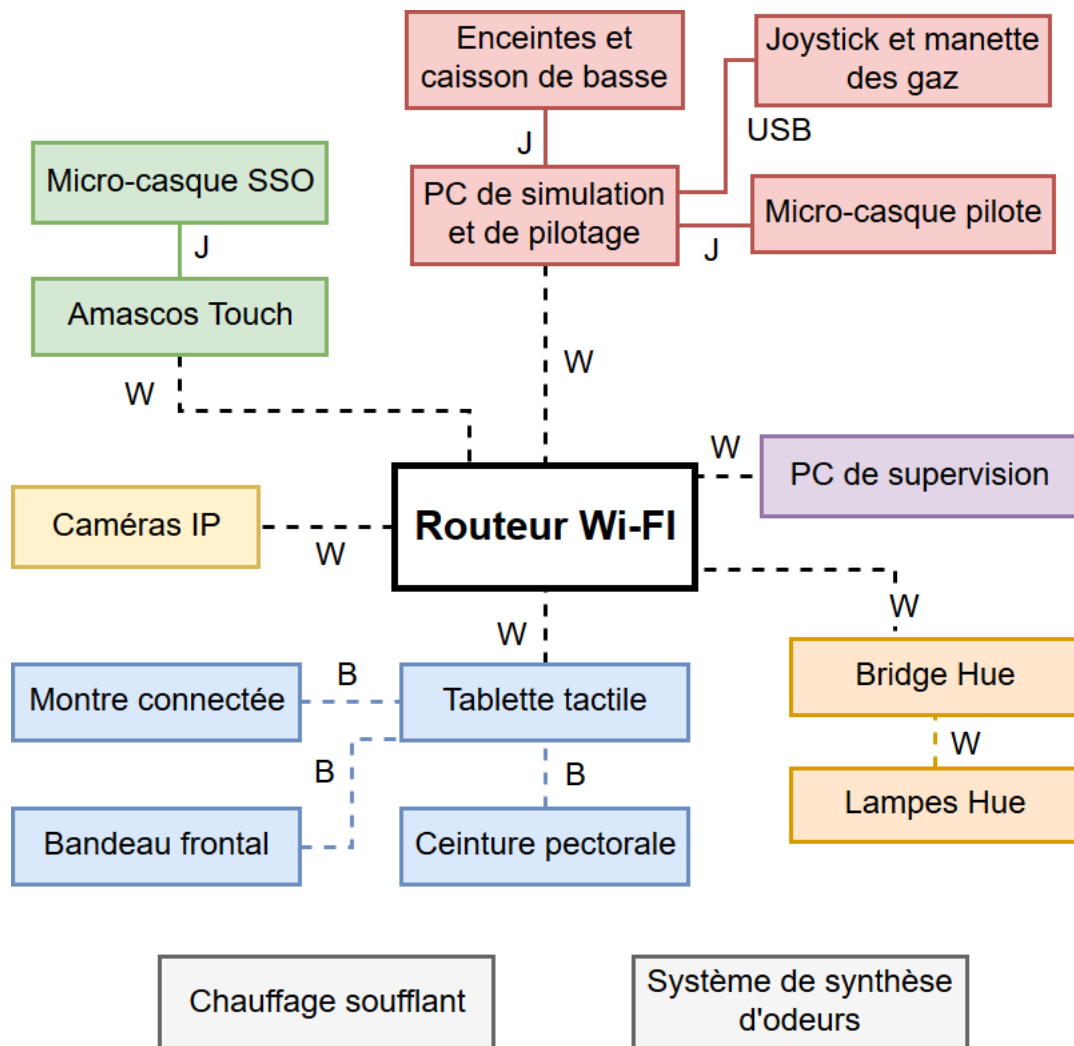 Enceintes et
caisson de basse
Joystick et manette
des gaz
J
USB
Micro-casque SSO
PC de simulation
et de pilotage
Micro-casque pilote
J
J
Amascos Touch
W
W
W
PC de supervision
Caméras IP
W
Routeur Wi-FI
W
W
Montre connectée
B
Tablette tactile
Bridge Hue
B
B
W
Bandeau frontal
Ceinture pectorale
Lampes Hue
Chauffage soufflant
Système de synthèse
d'odeurs